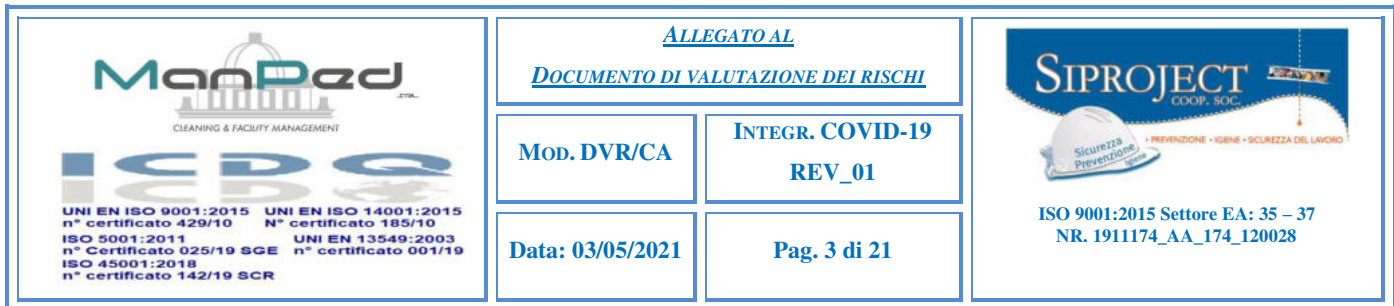 ManPed
CLEANING & FACILITY MANAGEMENT
ICDQ
UNI EN ISO 9001:2015 UNI EN ISO 14001:2015
n° certificato 429/10 N° certificato 185/10
ISO 5001:2011 UNI EN 13549:2003
n° Certificato 025/19 SGE n° certificato 001/19
ISO 45001:2018
n° certificato 142/19 SCR
ALLEGATO AL
DOCUMENTO DI VALUTAZIONE DEI RISCHI
MOD. DVR/CA
INTEGR. COVID-19
REV_01
Data: 03/05/2021
Pag. 3 di 21
SIPROJECT
COOP. SOC.
Sicurezza
Prevenzione
Igiene
• PREVENZIONE • IGIENE • SICUREZZA DEL LAVORO
ISO 9001:2015 Settore EA: 35 – 37
NR. 1911174_AA_174_120028